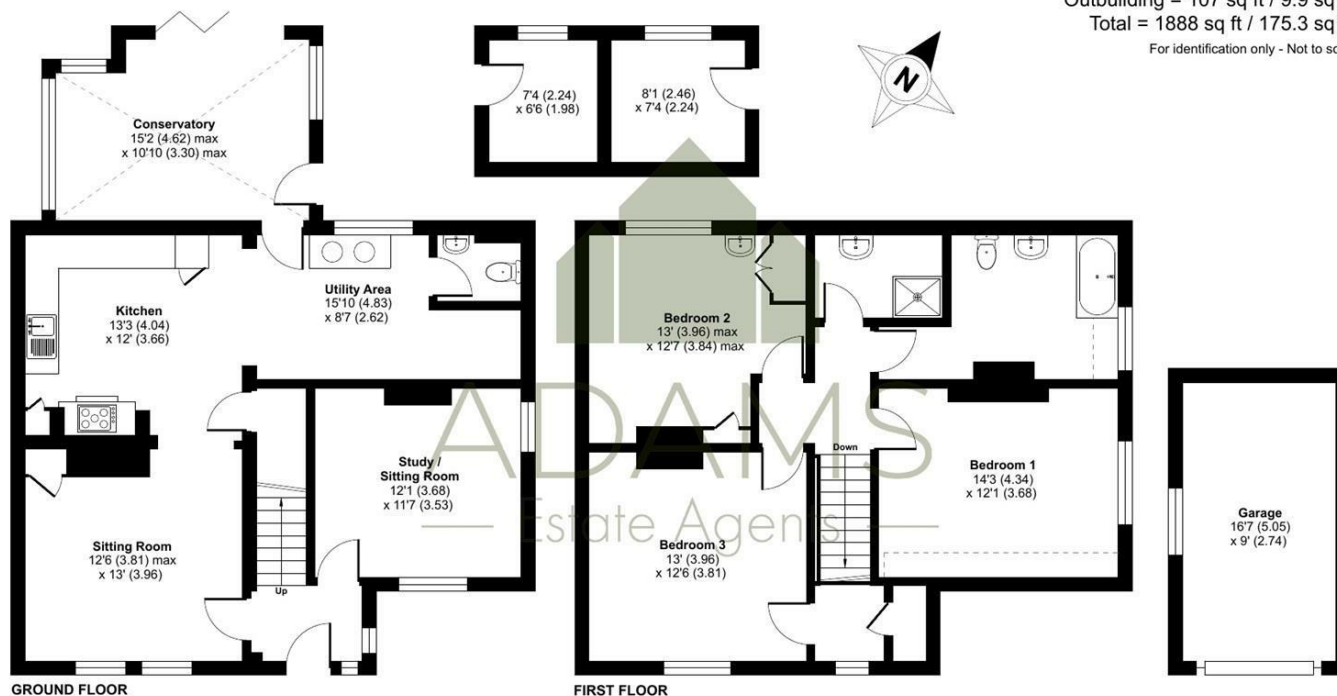 Outbuilding = 107 sq ft / 9.9 sq
Total = 1888 sq ft / 175.3 sq
For identification only - Not to sc
N
7'4 (2.24)
x 6'6 (1.98)
8'1 (2.46)
x 7'4 (2.24)
Conservatory
15'2 (4.62) max
x 10'10 (3.30) max
Kitchen
13'3 (4.04)
x 12' (3.66)
Utility Area
15'10 (4.83)
x 8'7 (2.62)
Study /
Sitting Room
12'1 (3.68)
x 11'7 (3.53)
Sitting Room
12'6 (3.81) max
x 13' (3.96)
Up
GROUND FLOOR
Bedroom 2
13' (3.96) max
x 12'7 (3.84) max
Down
Bedroom 1
14'3 (4.34)
x 12'1 (3.68)
Bedroom 3
13' (3.96)
x 12'6 (3.81)
FIRST FLOOR
Garage
16'7 (5.05)
x 9' (2.74)
ADAMS
Estate Agents